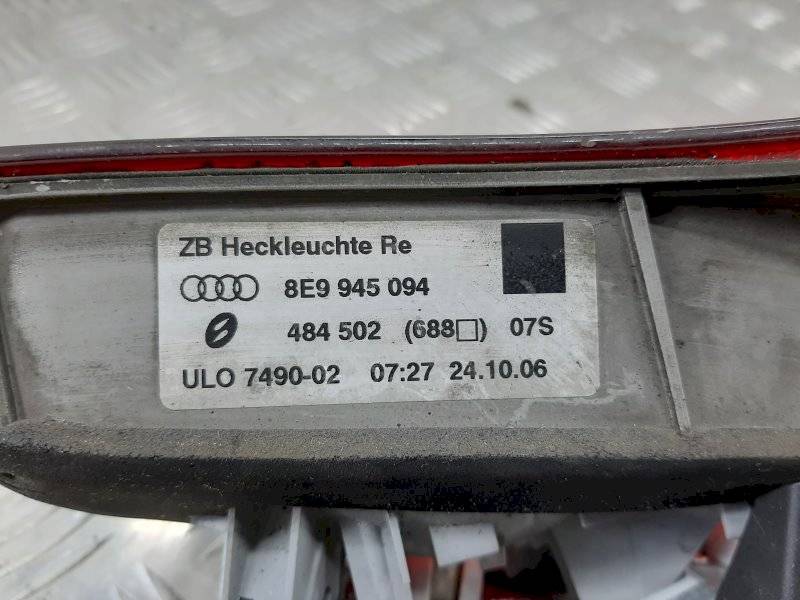 ZB Heckleuchte Re
8E9 945 094
484 502 (688□) 07S
ULO 7490-02 07:27 24.10.06